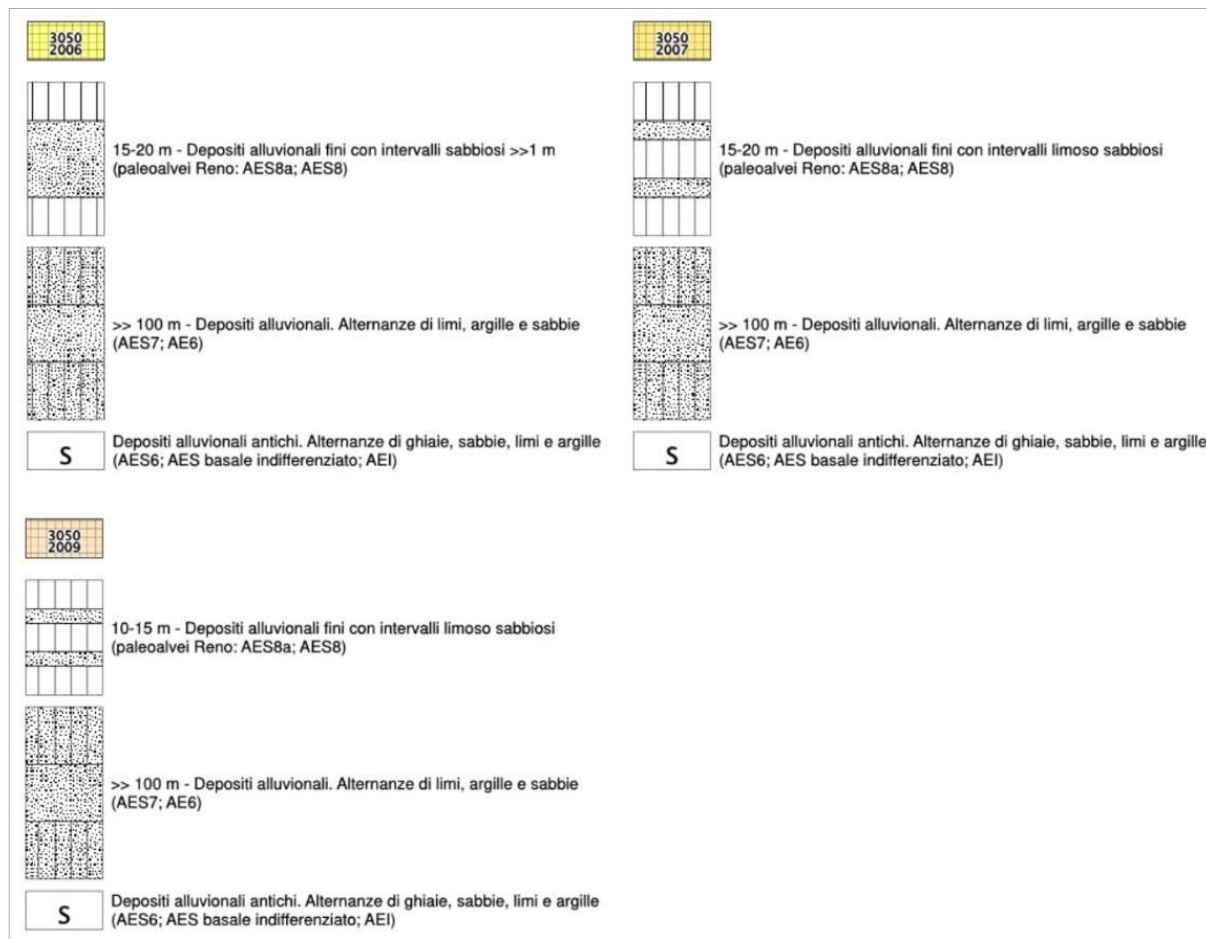 3050
2006
15-20 m - Depositi alluvionali fini con intervalli sabbiosi >>1 m
(paleoalvei Reno: AES8a; AES8)
>> 100 m - Depositi alluvionali. Alternanze di limi, argille e sabbie
(AES7; AE6)
S
Depositi alluvionali antichi. Alternanze di ghiaie, sabbie, limi e argille
(AES6; AES basale indifferenziato; AEI)
3050
2007
15-20 m - Depositi alluvionali fini con intervalli limoso sabbiosi
(paleoalvei Reno: AES8a; AES8)
>> 100 m - Depositi alluvionali. Alternanze di limi, argille e sabbie
(AES7; AE6)
S
Depositi alluvionali antichi. Alternanze di ghiaie, sabbie, limi e argille
(AES6; AES basale indifferenziato; AEI)
3050
2009
10-15 m - Depositi alluvionali fini con intervalli limoso sabbiosi
(paleoalvei Reno: AES8a; AES8)
>> 100 m - Depositi alluvionali. Alternanze di limi, argille e sabbie
(AES7; AE6)
S
Depositi alluvionali antichi. Alternanze di ghiaie, sabbie, limi e argille
(AES6; AES basale indifferenziato; AEI)